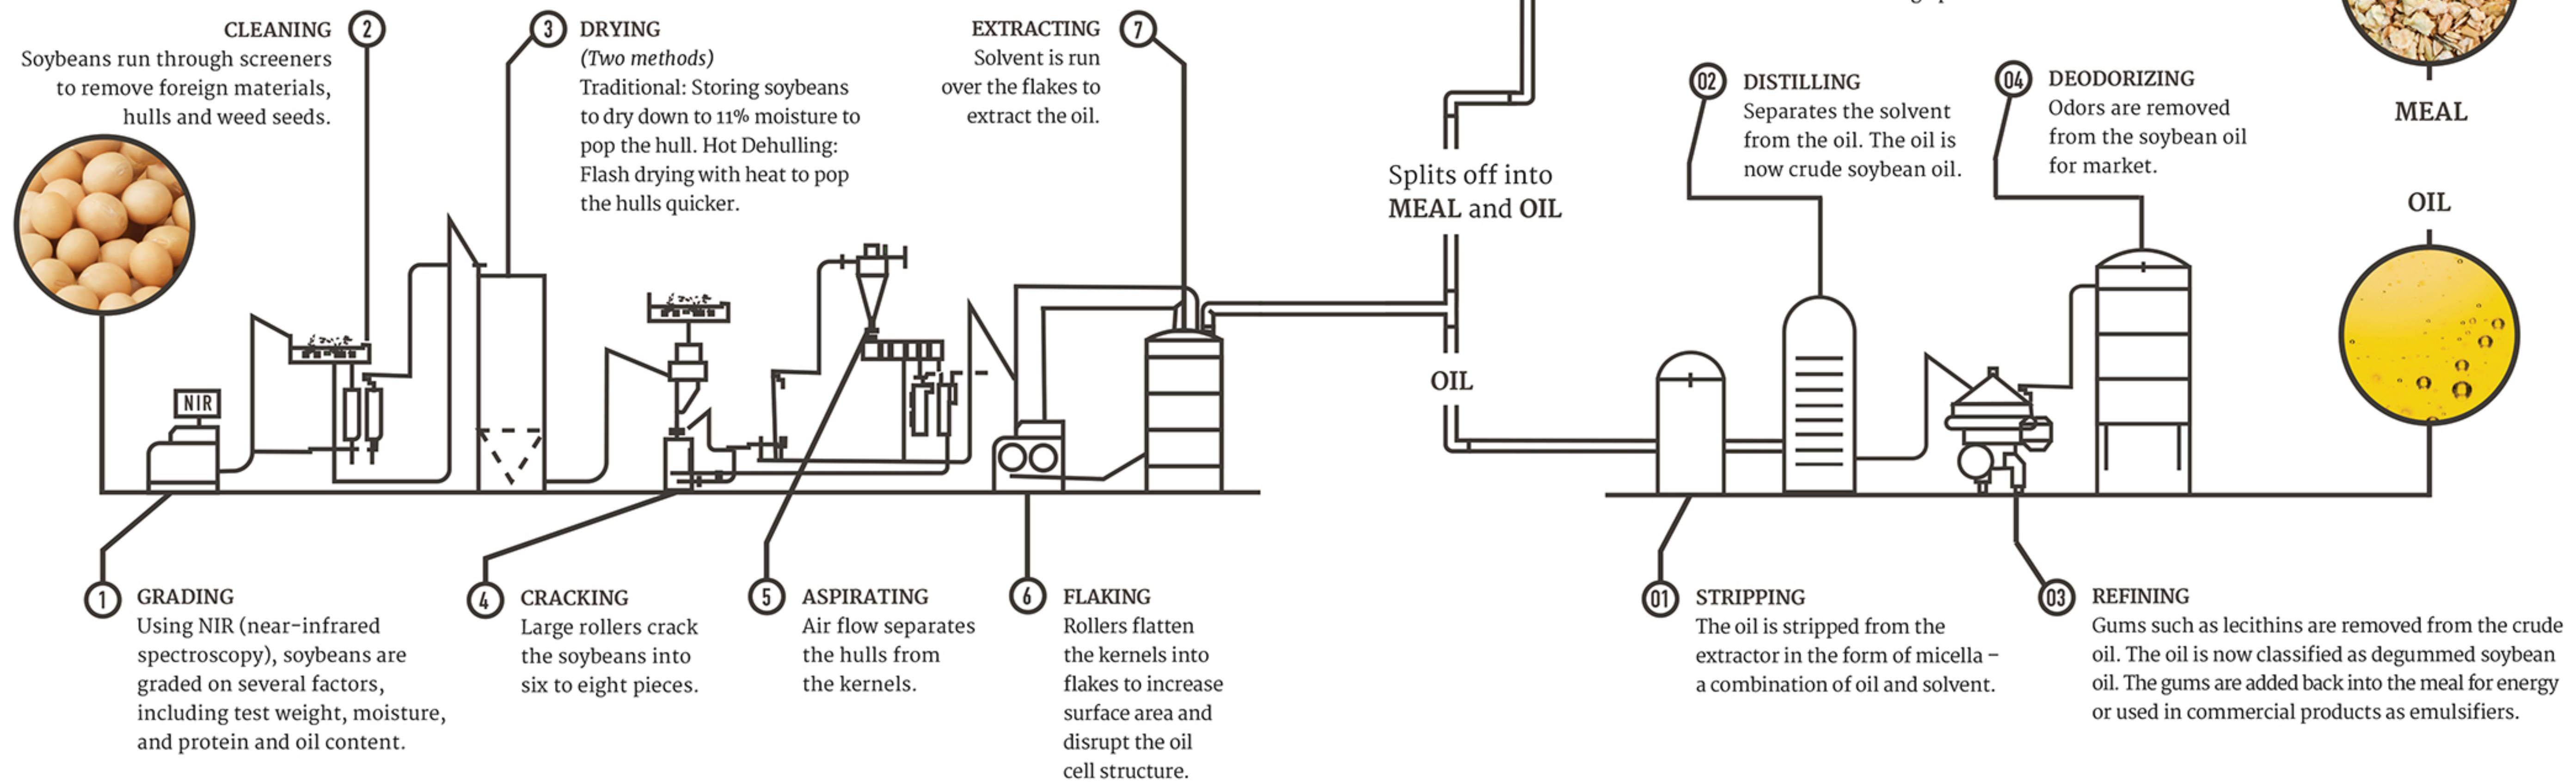 CLEANING
2
Soybeans run through screeners
to remove foreign materials,
hulls and weed seeds.
3
DRYING
(Two methods)
Traditional: Storing soybeans
to dry down to 11% moisture to
pop the hull. Hot Dehulling:
Flash drying with heat to pop
the hulls quicker.
EXTRACTING
7
Solvent is run
over the flakes to
extract the oil.
Splits off into
MEAL and OIL
OIL
02
DISTILLING
Separates the solvent
from the oil. The oil is
now crude soybean oil.
04
DEODORIZING
Odors are removed
from the soybean oil
for market.
MEAL
OIL
NIR
1
GRADING
Using NIR (near-infrared
spectroscopy), soybeans are
graded on several factors,
including test weight, moisture,
and protein and oil content.
4
CRACKING
Large rollers crack
the soybeans into
six to eight pieces.
5
ASPIRATING
Air flow separates
the hulls from
the kernels.
6
FLAKING
Rollers flatten
the kernels into
flakes to increase
surface area and
disrupt the oil
cell structure.
01
STRIPPING
The oil is stripped from the
extractor in the form of micella –
a combination of oil and solvent.
03
REFINING
Gums such as lecithins are removed from the crude
oil. The oil is now classified as degummed soybean
oil. The gums are added back into the meal for energy
or used in commercial products as emulsifiers.